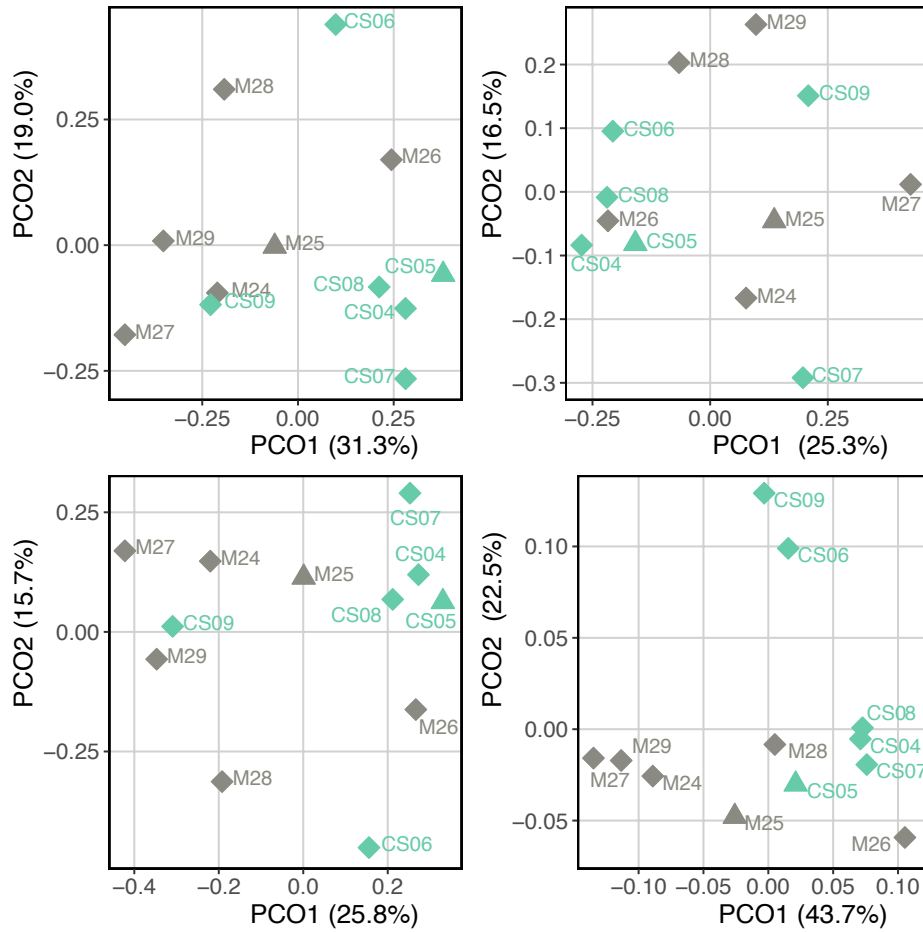 CS06
M28
M26
M29
M25
CS05
CS08
M24
CS09
CS04
M27
CS07
0.25
0.00
−0.25
−0.25
0.00
0.25
PCO2 (19.0%)
PCO1 (31.3%)
M29
M28
CS09
CS06
M27
CS08
M26
M25
CS05
CS04
M24
CS07
0.2
0.1
0.0
−0.1
−0.2
−0.3
−0.25
0.00
0.25
PCO2 (16.5%)
PCO1 (25.3%)
CS07
M27
M24
CS04
M25
CS08
CS05
CS09
M29
M26
M28
CS06
0.25
0.00
−0.25
−0.4
−0.2
0.0
0.2
PCO2 (15.7%)
PCO1 (25.8%)
CS09
CS06
CS08
CS04
M29
M28
CS07
M27
M24
CS05
M25
M26
0.10
0.05
0.00
−0.05
−0.10
−0.05
0.00
0.05
0.10
PCO2 (22.5%)
PCO1 (43.7%)